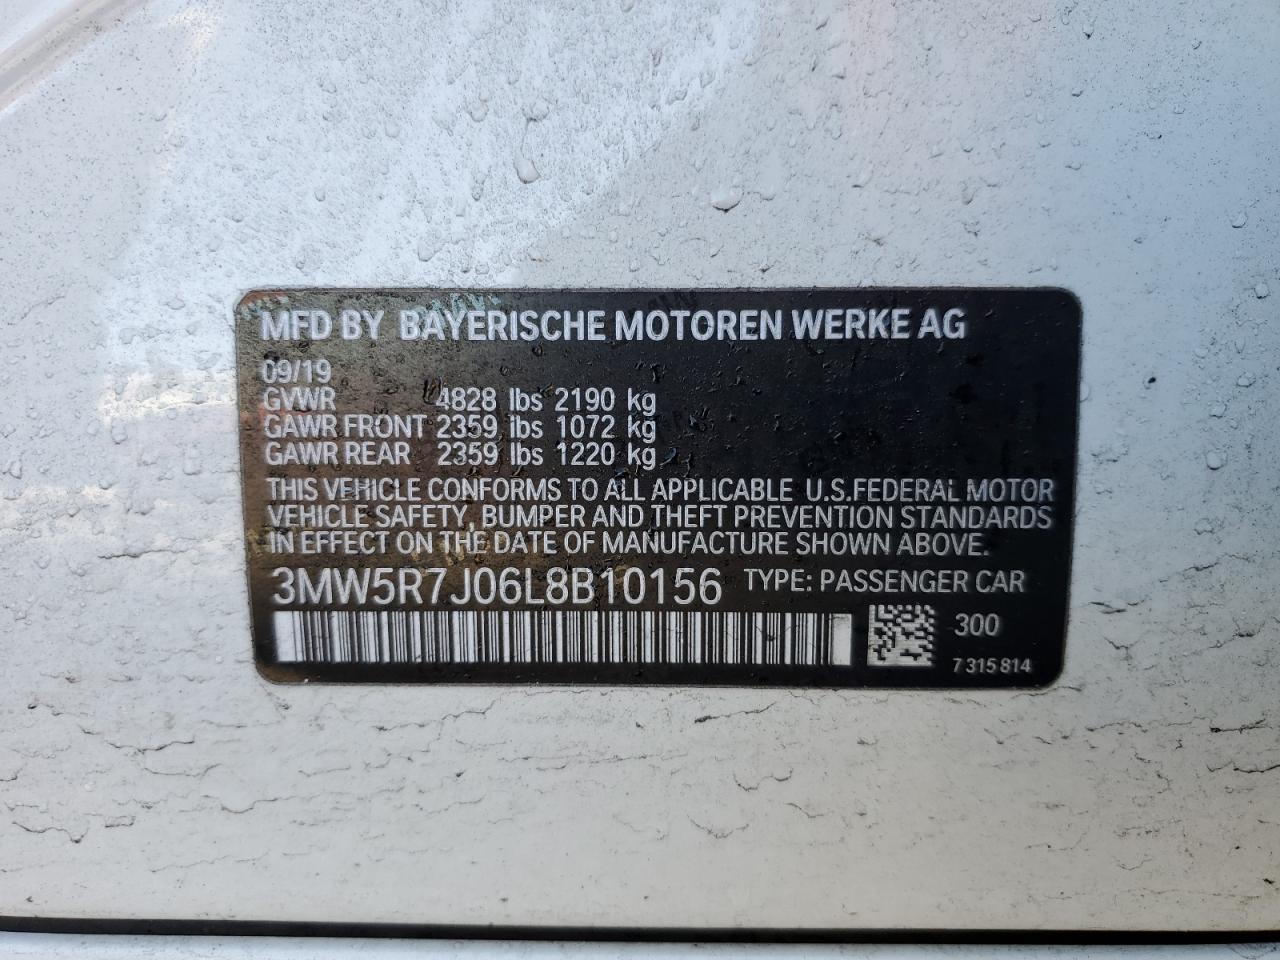 MFD BY BAYERISCHE MOTOREN WERKE AG
09/19
GVWR 4828 lbs 2190 kg
GAWR FRONT 2359 lbs 1072 kg
GAWR REAR 2359 lbs 1220 kg
THIS VEHICLE CONFORMS TO ALL APPLICABLE U.S.FEDERAL MOTOR
VEHICLE SAFETY, BUMPER AND THEFT PREVENTION STANDARDS
IN EFFECT ON THE DATE OF MANUFACTURE SHOWN ABOVE.
3MW5R7J06L8B10156 TYPE: PASSENGER CAR
300
7 315 814